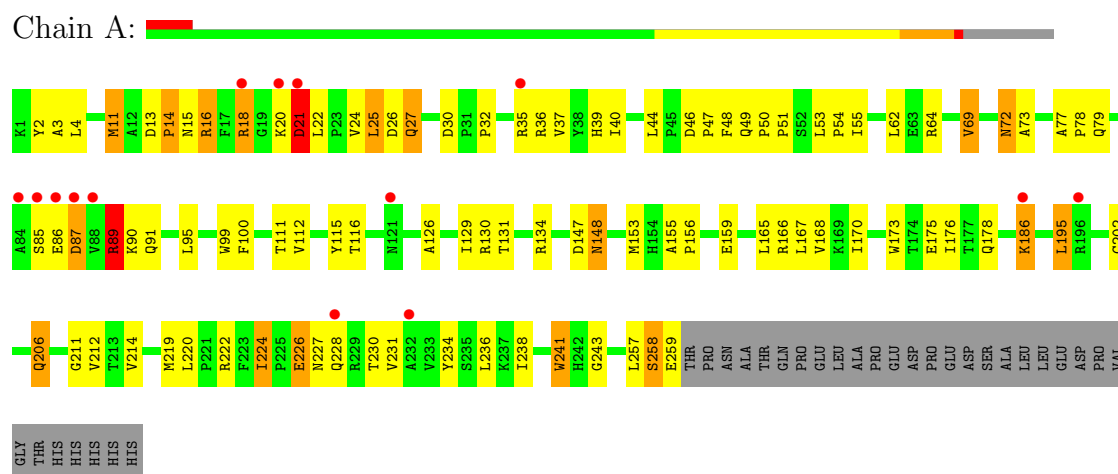 Chain A:
K1 Y2 A3 L4 M11 A12 D13 P14 N15 R16 F17 R18 G19 K20 D21 L22 P23 V24 L25 D26 Q27 D30 P31 P32 R35 R36 V37 Y38 H39 I40 L44 P45 D46 P47 F48 Q49 P50 P51 S52 L53 P54 I55 L62 E63 R64 V69 N72 A73 A77 P78 Q79
A84 S85 E86 D87 V88 R89 K90 Q91 L95 W99 F100 T111 V112 Y115 T116 N121 A126 I129 R130 T131 R134 D147 N148 M153 H154 A155 P156 E159 L165 R166 L167 V168 K169 I170 W173 T174 E175 I176 T177 Q178 K186 L195 R196
Q206 G211 V212 T213 V214 M219 L220 P221 R222 F223 I224 P225 E226 N227 Q228 R229 T230 V231 A232 V233 Y234 S235 L236 K237 I238 W241 H242 G243 L257 S258 E259 THR PRO ASN ALA THR GLN PRO GLU LEU ALA PRO GLU ASP PRO GLU ASP SER ALA LEU LEU GLU ASP PRO
GLY THR HIS HIS HIS HIS HIS